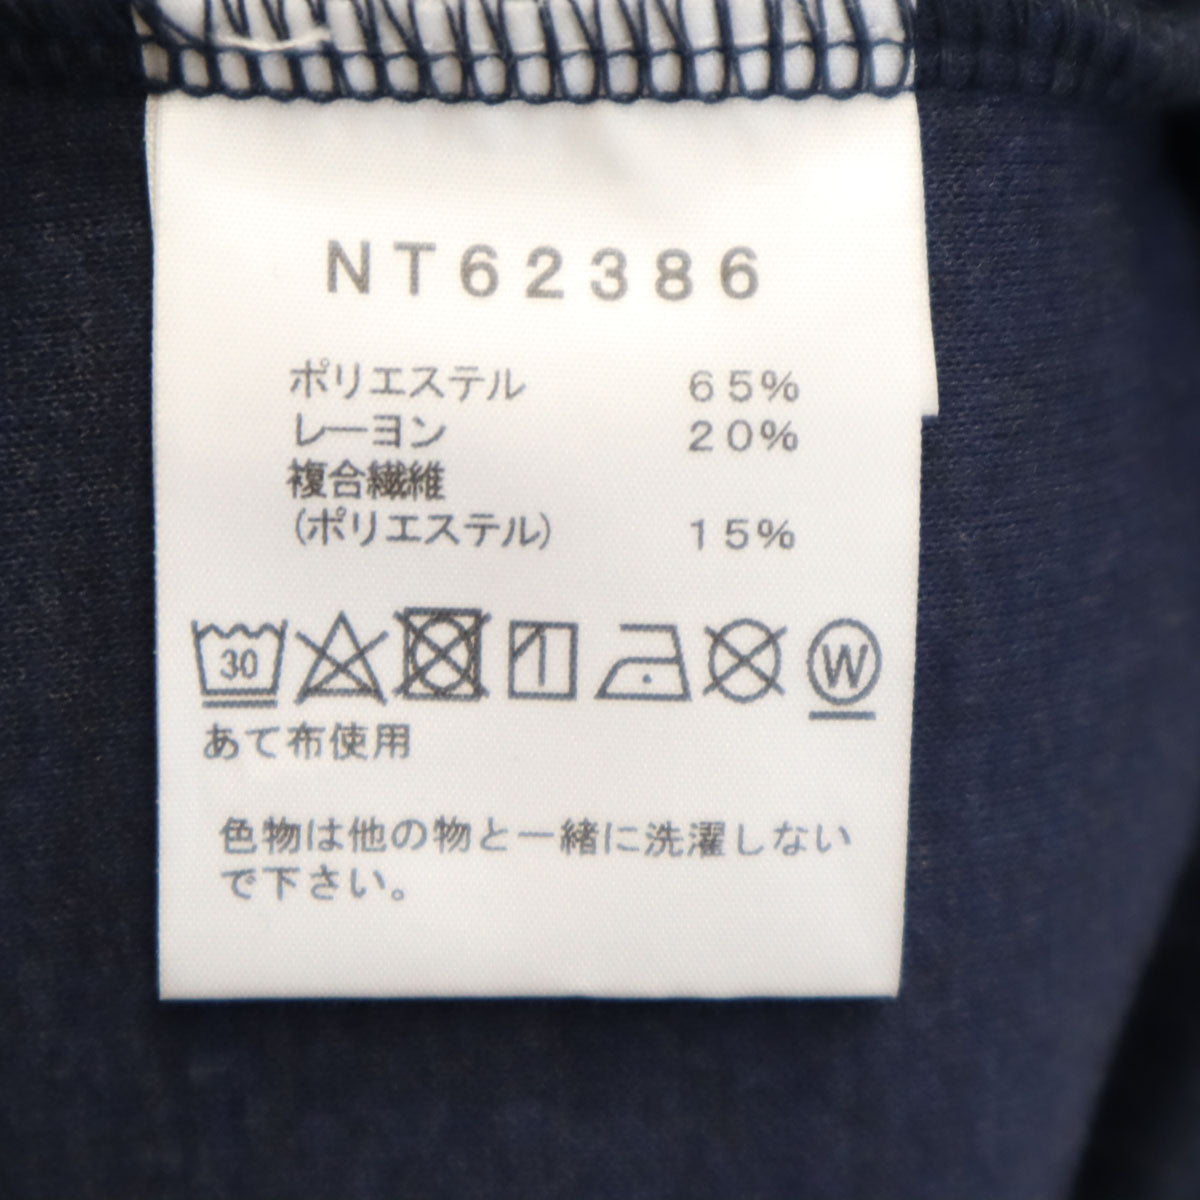 NT62386
ポリエステル 65%
レーヨン 20%
複合繊維
(ポリエステル) 15%
30 W
あて布使用
色物は他の物と一緒に洗濯しない
で下さい。